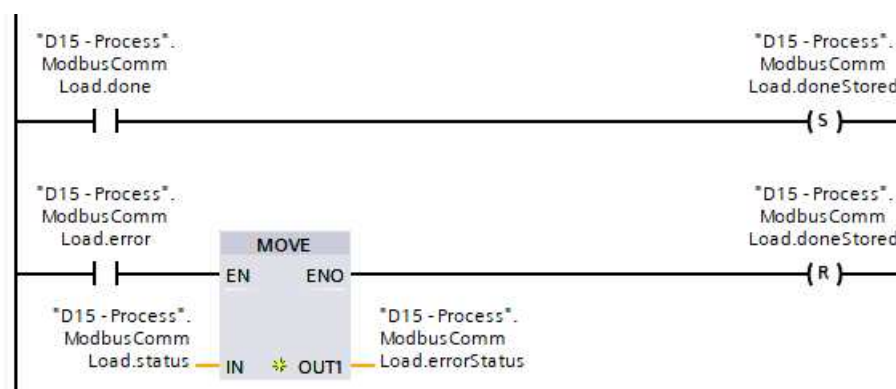 "D15 - Process".
ModbusComm
Load.done
"D15 - Process".
ModbusComm
Load.doneStored
( S )
"D15 - Process".
ModbusComm
Load.error
MOVE
EN
ENO
"D15 - Process".
ModbusComm
Load.doneStored
( R )
"D15 - Process".
ModbusComm
Load.status
IN
OUT1
"D15 - Process".
ModbusComm
Load.errorStatus